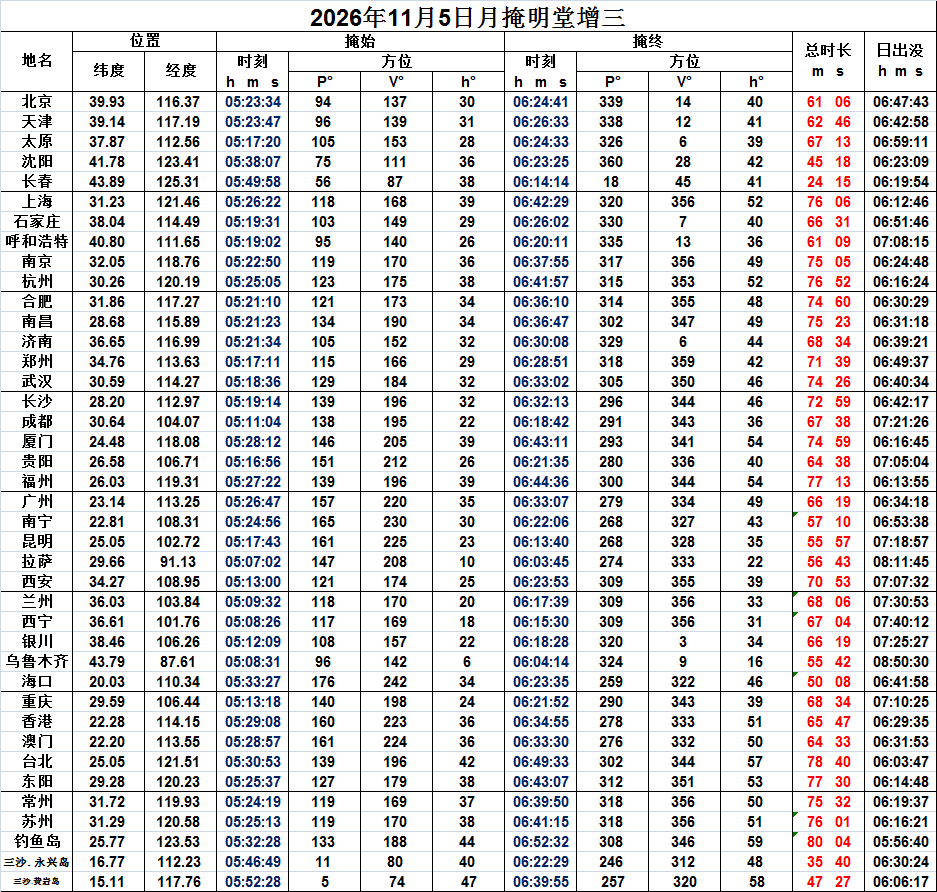 2026年11月5日月掩明堂增三
地名 位置 掩始 掩终 总时长 日出没
纬度 经度 时刻 方位 时刻 方位 m s h m s
h m s P° V° h° h m s P° V° h°
北京 39.93 116.37 05:23:34 94 137 30 06:24:41 339 14 40 61 06 06:47:43
天津 39.14 117.19 05:23:47 96 139 31 06:26:33 338 12 41 62 46 06:42:58
太原 37.87 112.56 05:17:20 105 153 28 06:24:33 326 6 39 67 13 06:59:11
沈阳 41.78 123.41 05:38:07 75 111 36 06:23:25 360 28 42 45 18 06:23:09
长春 43.89 125.31 05:49:58 56 87 38 06:14:14 18 45 41 24 15 06:19:54
上海 31.23 121.46 05:26:22 118 168 39 06:42:29 320 356 52 76 06 06:12:46
石家庄 38.04 114.49 05:19:31 103 149 29 06:26:02 330 7 40 66 31 06:51:46
呼和浩特 40.80 111.65 05:19:02 95 140 26 06:20:11 335 13 36 61 09 07:08:15
南京 32.05 118.76 05:22:50 119 170 36 06:37:55 317 356 49 75 05 06:24:48
杭州 30.26 120.19 05:25:05 123 175 38 06:41:57 315 353 52 76 52 06:16:24
合肥 31.86 117.27 05:21:10 121 173 34 06:36:10 314 355 48 74 60 06:30:29
南昌 28.68 115.89 05:21:23 134 190 34 06:36:47 302 347 49 75 23 06:31:18
济南 36.65 116.99 05:21:34 105 152 32 06:30:08 329 6 44 68 34 06:39:21
郑州 34.76 113.63 05:17:11 115 166 29 06:28:51 318 359 42 71 39 06:49:37
武汉 30.59 114.27 05:18:36 129 184 32 06:33:02 305 350 46 74 26 06:40:34
长沙 28.20 112.97 05:19:14 139 196 32 06:32:13 296 344 46 72 59 06:42:17
成都 30.64 104.07 05:11:04 138 195 22 06:18:42 291 343 36 67 38 07:21:26
厦门 24.48 118.08 05:28:12 146 205 39 06:43:11 293 341 54 74 59 06:16:45
贵阳 26.58 106.71 05:16:56 151 212 26 06:21:35 280 336 40 64 38 07:05:04
福州 26.03 119.31 05:27:22 139 196 39 06:44:36 300 344 54 77 13 06:13:55
广州 23.14 113.25 05:26:47 157 220 35 06:33:07 279 334 49 66 19 06:34:18
南宁 22.81 108.31 05:24:56 165 230 30 06:22:06 268 327 43 57 10 06:53:38
昆明 25.05 102.72 05:17:43 161 225 23 06:13:40 268 328 35 55 57 07:18:57
拉萨 29.66 91.13 05:07:02 147 208 10 06:03:45 274 333 22 56 43 08:11:45
西安 34.27 108.95 05:13:00 121 174 25 06:23:53 309 355 39 70 53 07:07:32
兰州 36.03 103.84 05:09:32 118 170 20 06:17:39 309 356 33 68 06 07:30:53
西宁 36.61 101.76 05:08:26 117 169 18 06:15:30 309 356 31 67 04 07:40:12
银川 38.46 106.26 05:12:09 108 157 22 06:18:28 320 3 34 66 19 07:25:27
乌鲁木齐 43.79 87.61 05:08:31 96 142 6 06:04:14 324 9 16 55 42 08:50:30
海口 20.03 110.34 05:33:27 176 242 34 06:23:35 259 322 46 50 08 06:41:58
重庆 29.59 106.44 05:13:18 140 198 24 06:21:52 290 343 39 68 34 07:10:25
香港 22.28 114.15 05:29:08 160 223 36 06:34:55 278 333 51 65 47 06:29:35
澳门 22.20 113.55 05:28:57 161 224 36 06:33:30 276 332 50 64 33 06:31:53
台北 25.05 121.51 05:30:53 139 196 42 06:49:33 302 344 57 78 40 06:03:47
东阳 29.28 120.23 05:25:37 127 179 38 06:43:07 312 351 53 77 30 06:14:48
常州 31.72 119.93 05:24:19 119 169 37 06:39:50 318 356 50 75 32 06:19:37
苏州 31.29 120.58 05:25:13 119 170 38 06:41:15 318 356 51 76 01 06:16:21
钓鱼岛 25.77 123.53 05:32:28 133 188 44 06:52:32 308 346 59 80 04 05:56:40
三沙.永兴岛 16.77 112.23 05:46:49 11 80 40 06:22:29 246 312 48 35 40 06:30:24
三沙.黄岩岛 15.11 117.76 05:52:28 5 74 47 06:39:55 257 320 58 47 27 06:06:17